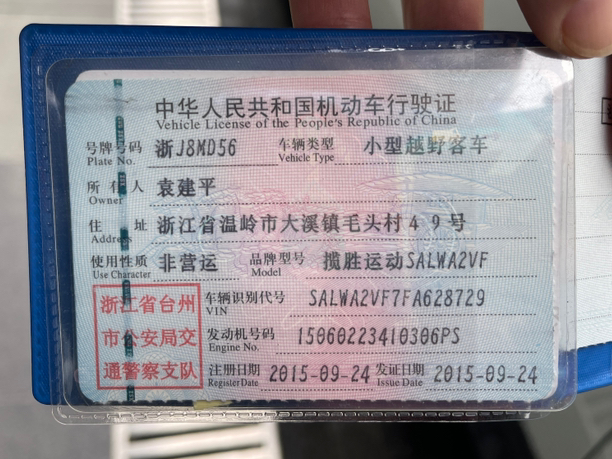 中华人民共和国机动车行驶证
Vehicle License of the People's Republic of China
号牌号码 浙J8MD56 车辆类型 小型越野客车
Plate No. Vehicle Type
所有人 袁建平
Owner
住址 浙江省温岭市大溪镇毛头村49号
Address
使用性质 非营运 品牌型号 揽胜运动SALWA2VF
Use Character Model
浙江省台州
市公安局交
通警察支队
车辆识别代号 SALWA2VF7FA628729
VIN
发动机号码 15060223410306PS
Engine No.
注册日期 2015-09-24 发证日期 2015-09-24
Register Date Issue Date